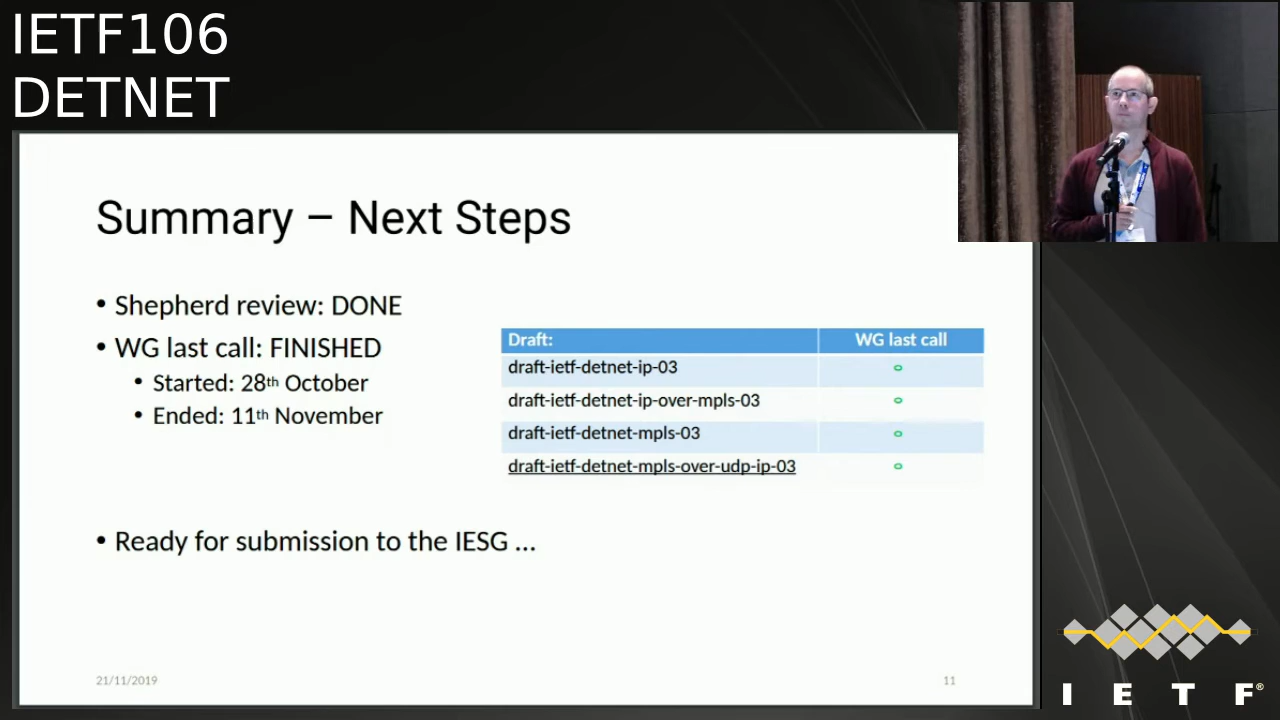 IETF106
DETNET
Summary – Next Steps
• Shepherd review: DONE
• WG last call: FINISHED
• Started: 28th October
• Ended: 11th November
Draft: WG last call
draft-ietf-detnet-ip-03
draft-ietf-detnet-ip-over-mpls-03
draft-ietf-detnet-mpls-03
draft-ietf-detnet-mpls-over-udp-ip-03
• Ready for submission to the IESG ...
21/11/2019 11
I E T F®